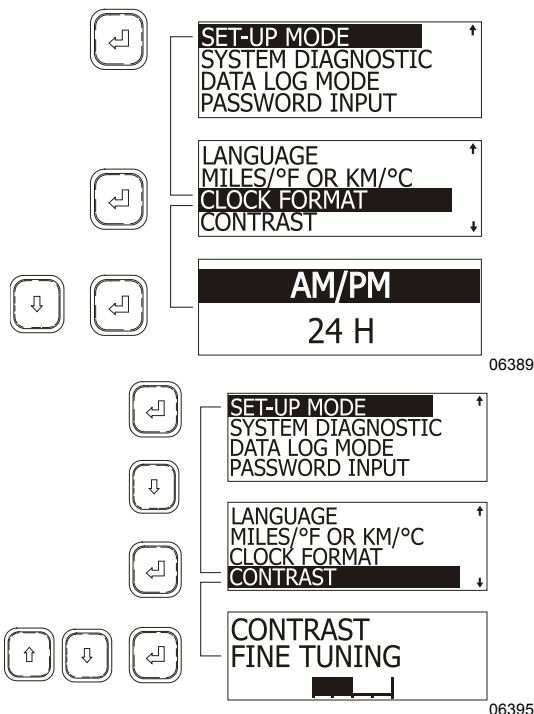 SET-UP MODE
SYSTEM DIAGNOSTIC
DATA LOG MODE
PASSWORD INPUT
LANGUAGE
MILES/°F OR KM/°C
CLOCK FORMAT
CONTRAST
AM/PM
24 H
06389
SET-UP MODE
SYSTEM DIAGNOSTIC
DATA LOG MODE
PASSWORD INPUT
LANGUAGE
MILES/°F OR KM/°C
CLOCK FORMAT
CONTRAST
CONTRAST
FINE TUNING
06395